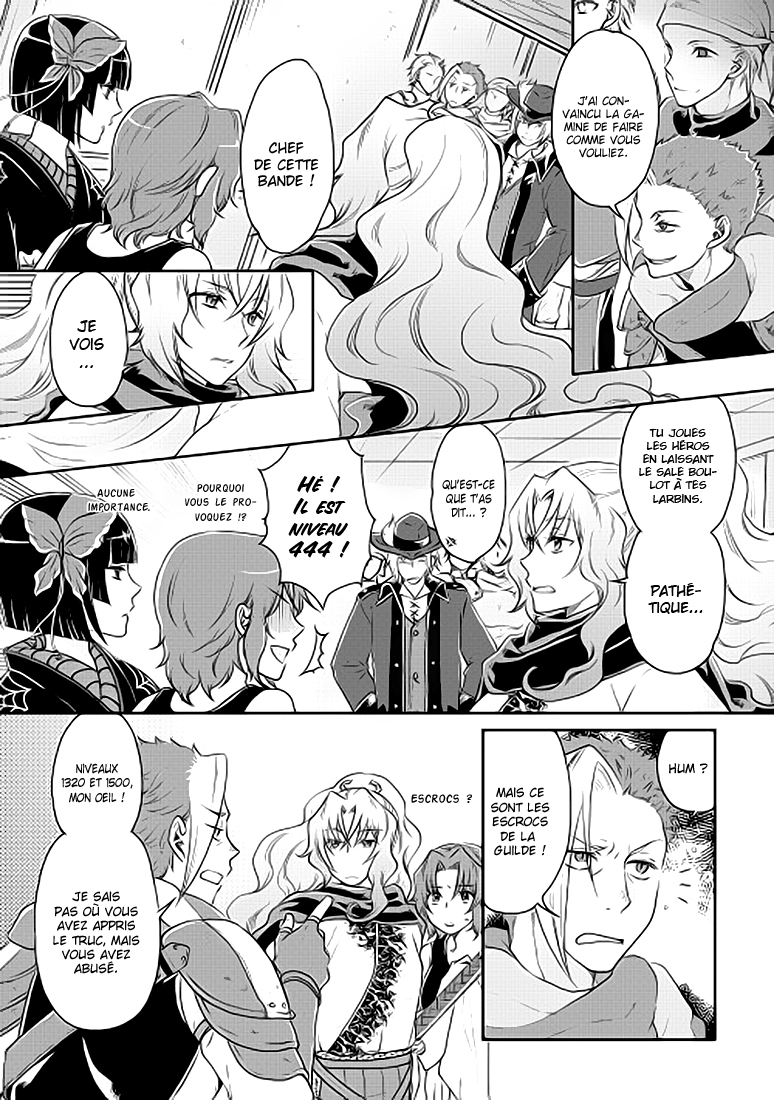 J'AI CON-
VAINCU LA GA-
MINE DE FAIRE
COMME VOUS
VOULIEZ.
CHEF
DE CETTE
BANDE !
JE
VOIS
...
TU JOUES
LES HÉROS
EN LAISSANT
LE SALE BOU-
LOT À TES
LARBINS.
PATHÉ-
TIQUE...
QU'EST-CE
QUE T'AS
DIT... ?
HÉ !
IL EST
NIVEAU
444 !
POURQUOI
VOUS LE PRO-
VOQUEZ !?
AUCUNE
IMPORTANCE.
HUM ?
MAIS CE
SONT LES
ESCROCS
DE LA
GUILDE !
ESCROCS ?
NIVEAUX
1320 ET 1500,
MON OEIL !
JE SAIS
PAS OÙ VOUS
AVEZ APPRIS
LE TRUC, MAIS
VOUS AVEZ
ABUSÉ.